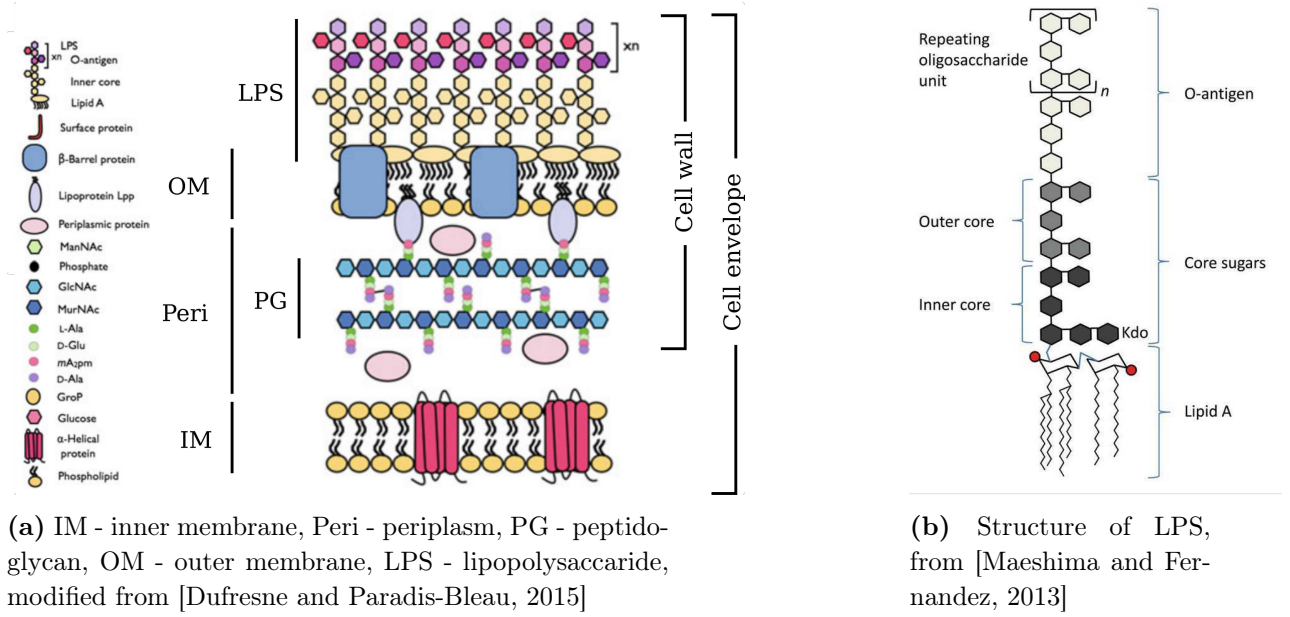 LPS
xn
O-antigen
Inner core
Lipid A
Surface protein
β-Barrel protein
Lipoprotein Lpp
Periplasmic protein
ManNAc
Phosphate
GlcNAc
MurNAc
L-Ala
D-Glu
mA₂pm
D-Ala
GroP
Glucose
α-Helical
protein
Phospholipid
LPS
OM
Peri
PG
IM
xn
Cell wall
Cell envelope
(a) IM - inner membrane, Peri - periplasm, PG - peptido-
glycan, OM - outer membrane, LPS - lipopolysaccaride,
modified from [Dufresne and Paradis-Bleau, 2015]
Repeating
oligosaccharide
unit
n
O-antigen
Outer core
Core sugars
Inner core
Kdo
Lipid A
(b) Structure of LPS,
from [Maeshima and Fer-
nandez, 2013]